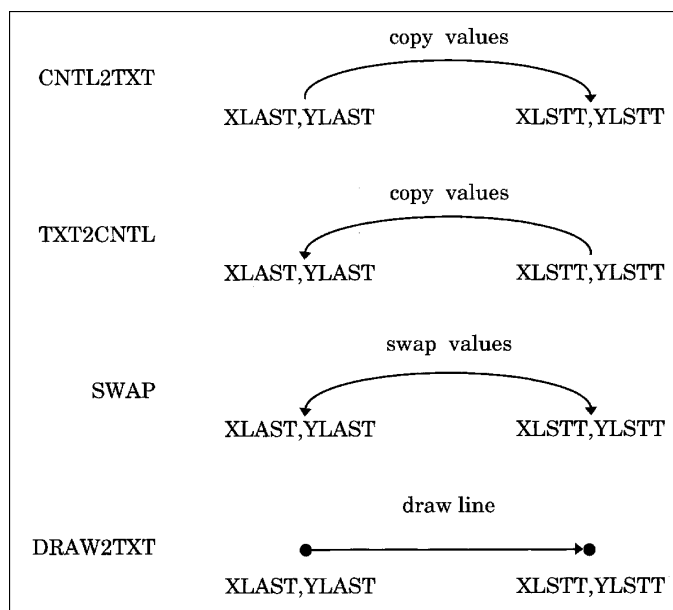 copy values
CNTL2TXT
XLAST,YLAST XLSTT,YLSTT
copy values
TXT2CNTL
XLAST,YLAST XLSTT,YLSTT
swap values
SWAP
XLAST,YLAST XLSTT,YLSTT
draw line
DRAW2TXT
XLAST,YLAST XLSTT,YLSTT